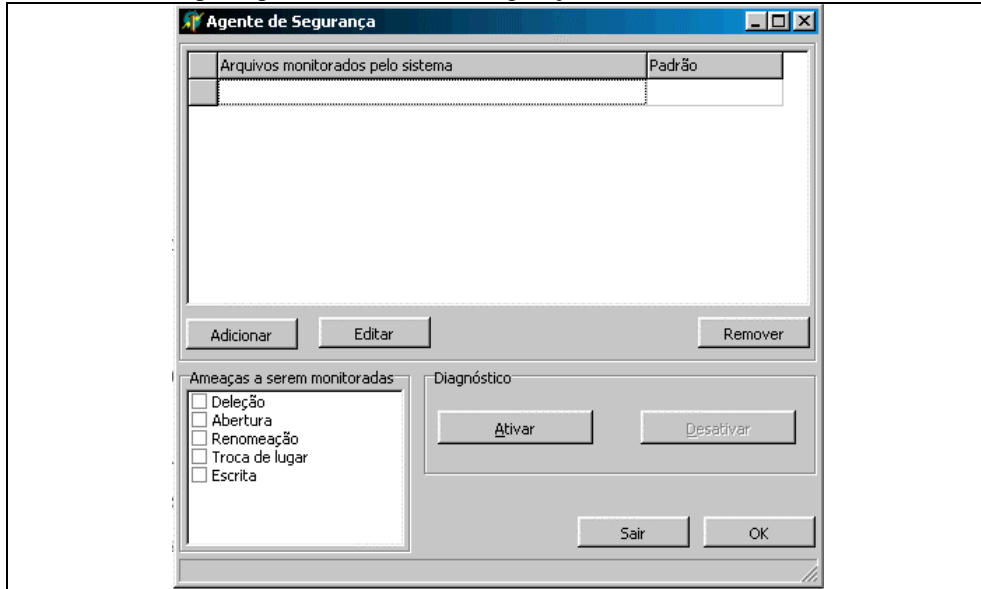 Agente de Segurança
Arquivos monitorados pelo sistema Padrão
Adicionar Editar Remover
Ameaças a serem monitoradas Diagnóstico
Deleção
Abertura
Renomeação
Troca de lugar
Escrita
Ativar Desativar
Sair OK